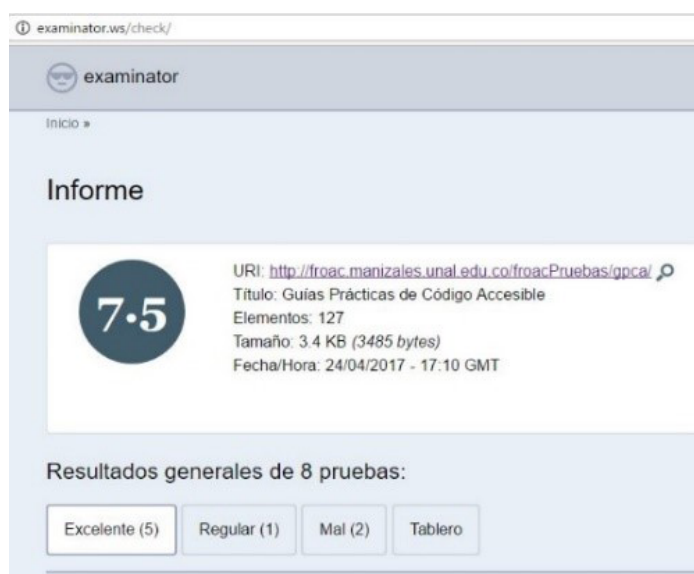 examinator.ws/check/
examinator
Inicio »
Informe
7·5
URI: http://froac.manizales.unal.edu.co/froacPruebas/gpca/
Título: Guías Prácticas de Código Accesible
Elementos: 127
Tamaño: 3.4 KB (3485 bytes)
Fecha/Hora: 24/04/2017 - 17:10 GMT
Resultados generales de 8 pruebas:
Excelente (5) Regular (1) Mal (2) Tablero